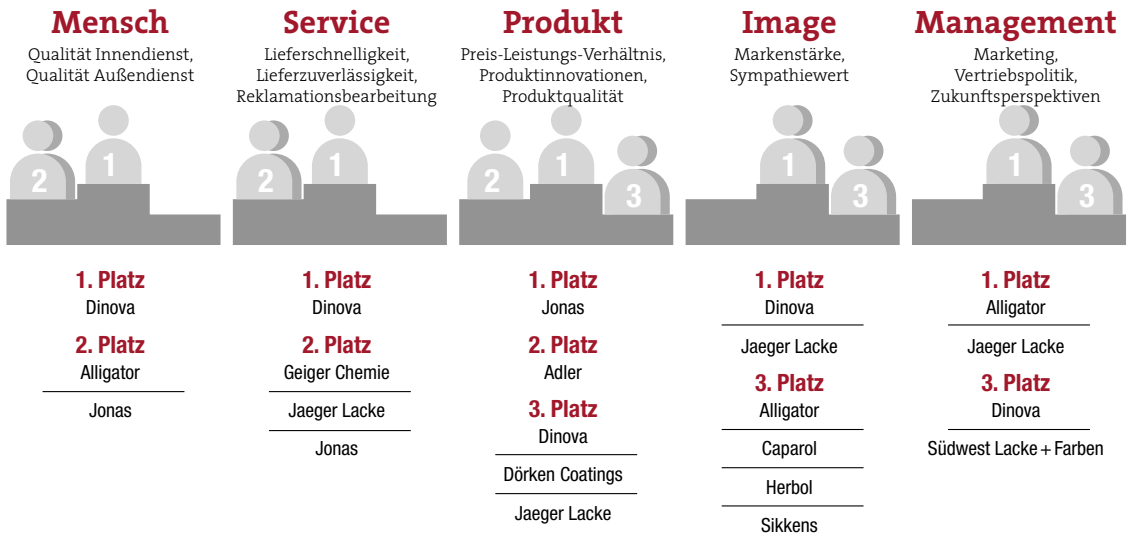 Mensch
Qualität Innendienst,
Qualität Außendienst
2
1
1. Platz
Dinova
2. Platz
Alligator
Jonas
Service
Lieferschnelligkeit,
Lieferzuverlässigkeit,
Reklamationsbearbeitung
2
1
1. Platz
Dinova
2. Platz
Geiger Chemie
Jaeger Lacke
Jonas
Produkt
Preis-Leistungs-Verhältnis,
Produktinnovationen,
Produktqualität
2
1
3
1. Platz
Jonas
2. Platz
Adler
3. Platz
Dinova
Dörken Coatings
Jaeger Lacke
Image
Markenstärke,
Sympathiewert
1
3
1. Platz
Dinova
Jaeger Lacke
3. Platz
Alligator
Caparol
Herbol
Sikkens
Management
Marketing,
Vertriebspolitik,
Zukunftsperspektiven
1
3
1. Platz
Alligator
Jaeger Lacke
3. Platz
Dinova
Südwest Lacke + Farben